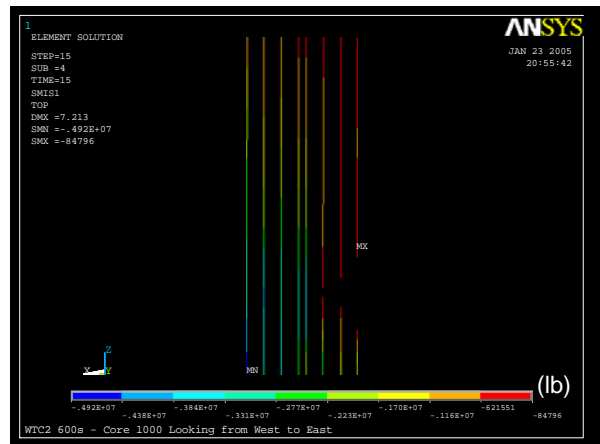 1
ELEMENT SOLUTION
ANSYS
JAN 23 2005
20:55:42
STEP=15
SUB =4
TIME=15
SMIS1
TOP
DMX =7.213
SMN =-.492E+07
SMX =-84796
MX
Z
X Y
MN
(lb)
-.492E+07 -.384E+07 -.277E+07 -.170E+07 -621551
-.438E+07 -.331E+07 -.223E+07 -.116E+07 -84796
WTC2 600s - Core 1000 Looking from West to East